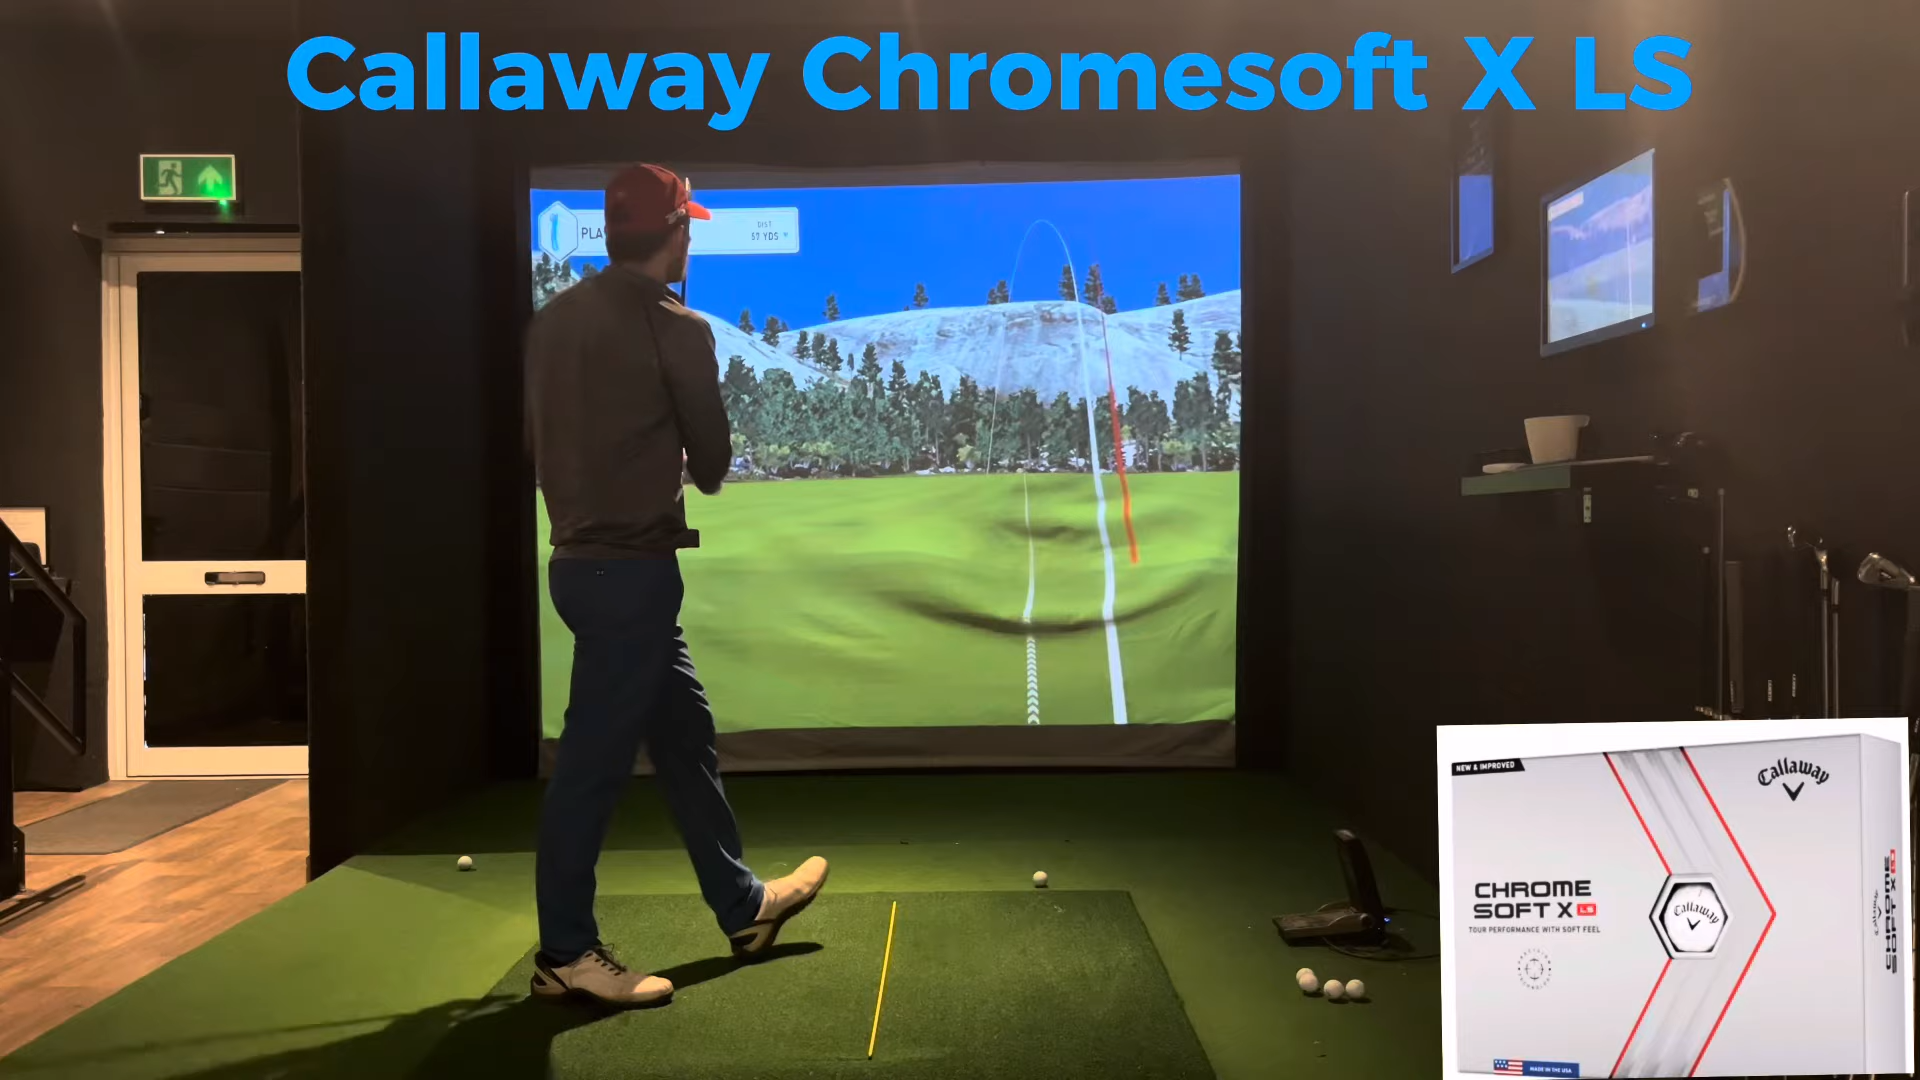 Callaway Chromesoft X LS
DIST
57 YDS
PLA
NEW & IMPROVED
Callaway
CHROME
SOFT X LS
TOUR PERFORMANCE WITH SOFT FEEL
Callaway
MADE IN THE USA
Callaway
CHROME
SOFT X LS